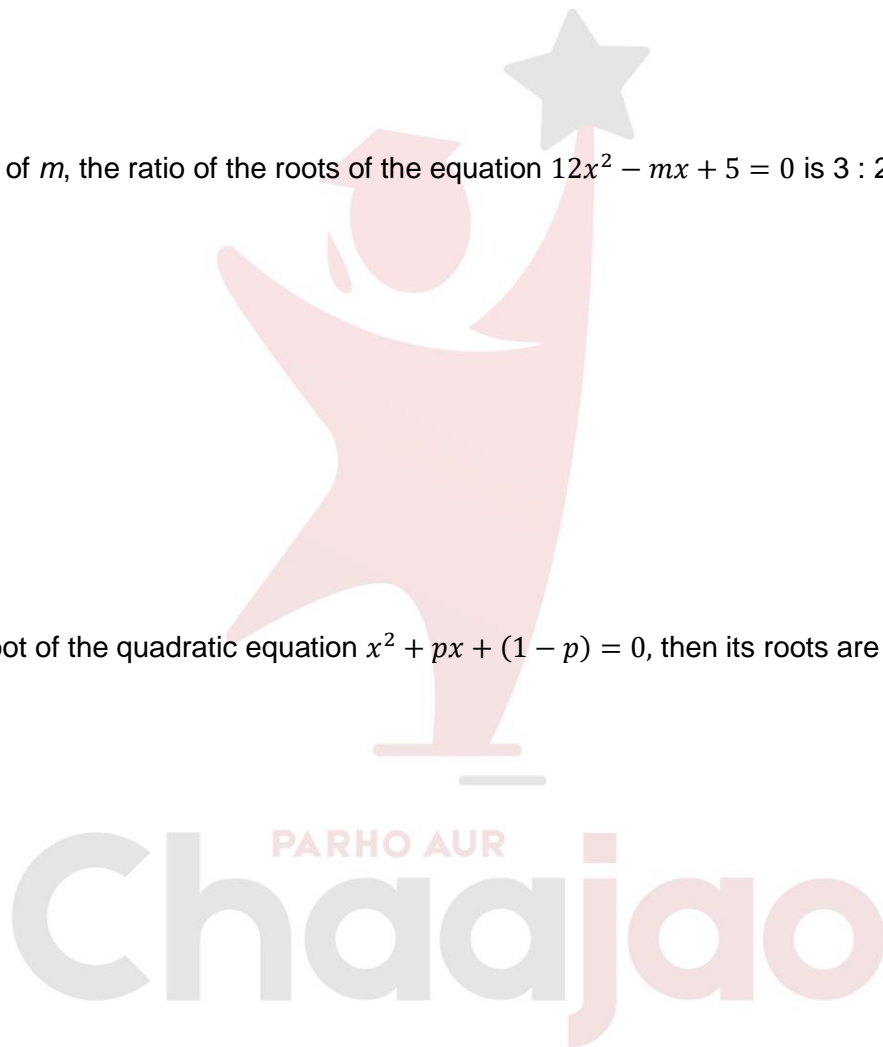 of m, the ratio of the roots of the equation 12x² − mx + 5 = 0 is 3 : 2
of the quadratic equation x² + px + (1 − p) = 0, then its roots are
PARHO AUR
Chaajao